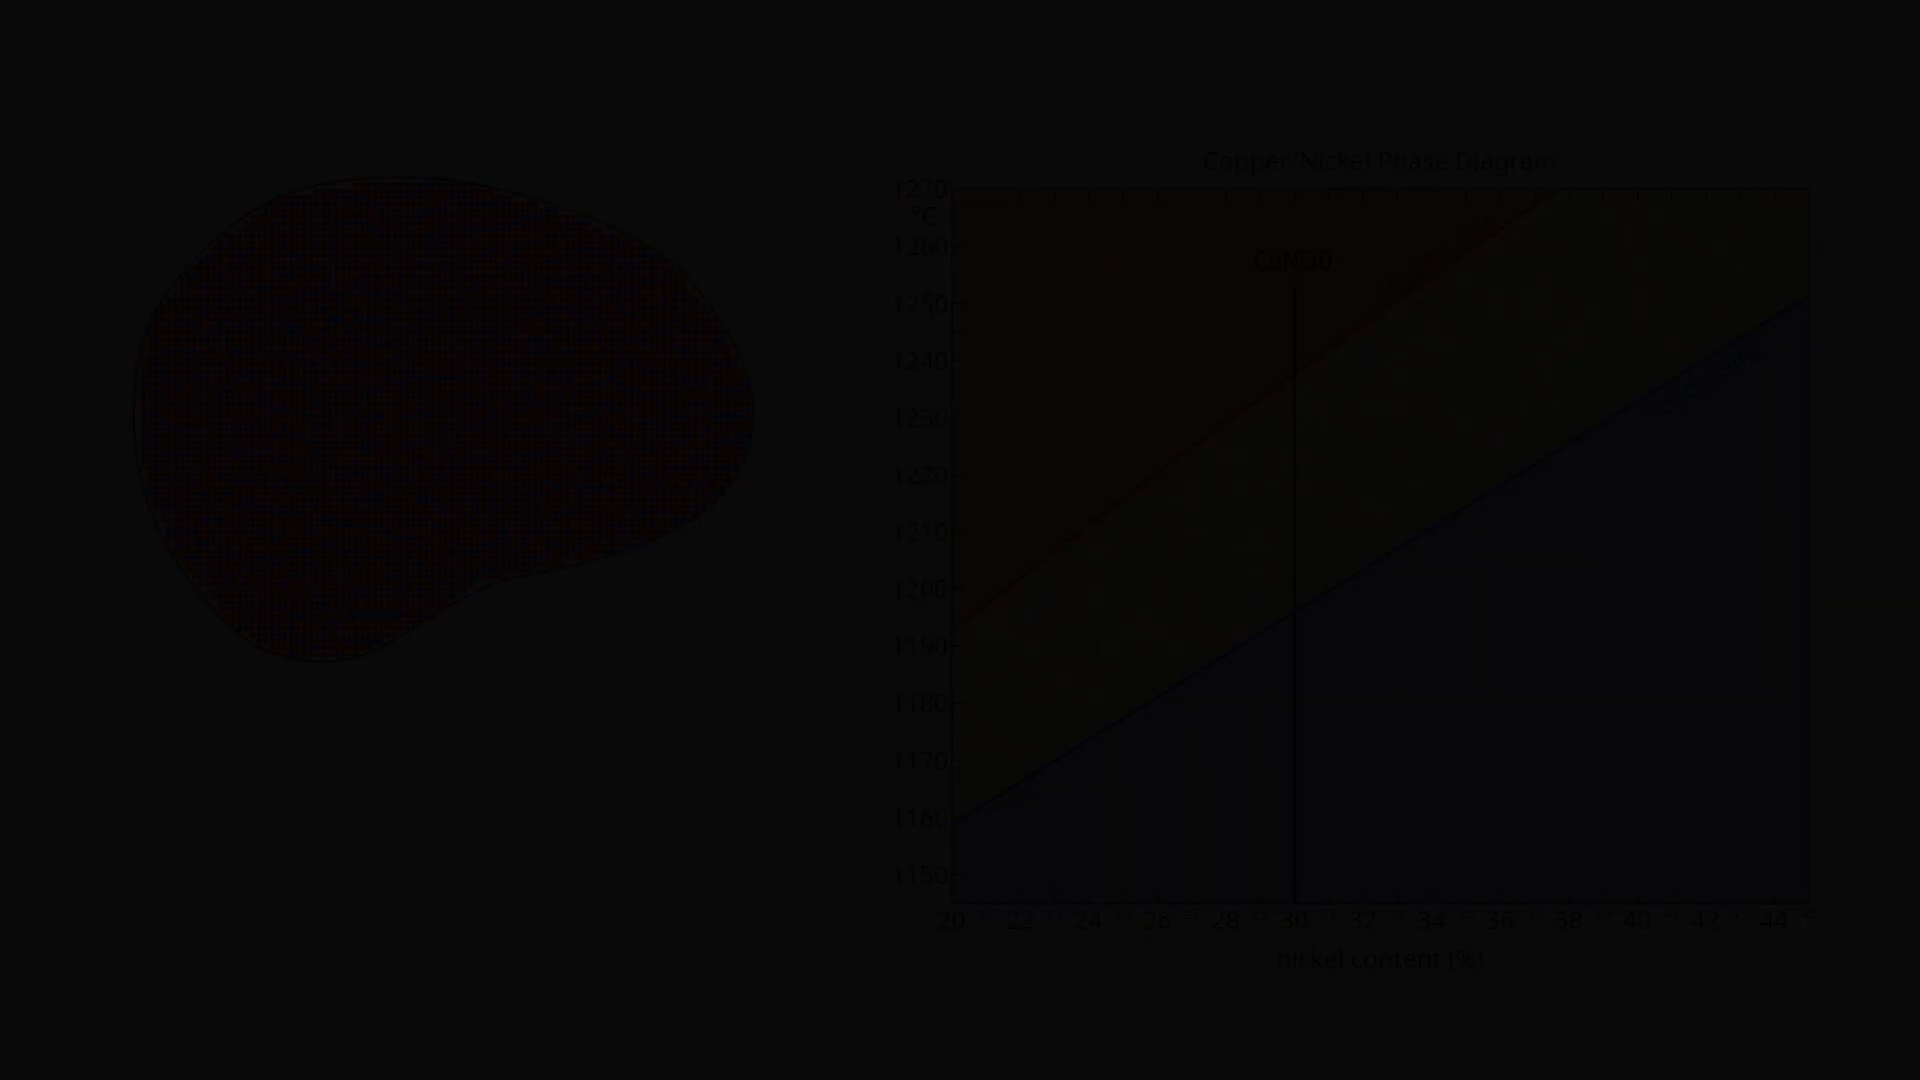 Copper Nickel Phase Diagram
1270
°C
1260
CuNi30
1250
1240
1230
1220
1210
1200
1190
1180
1170
1160
1150
20 22 24 26 28 30 32 34 36 38 40 42 44
nickel content (%)